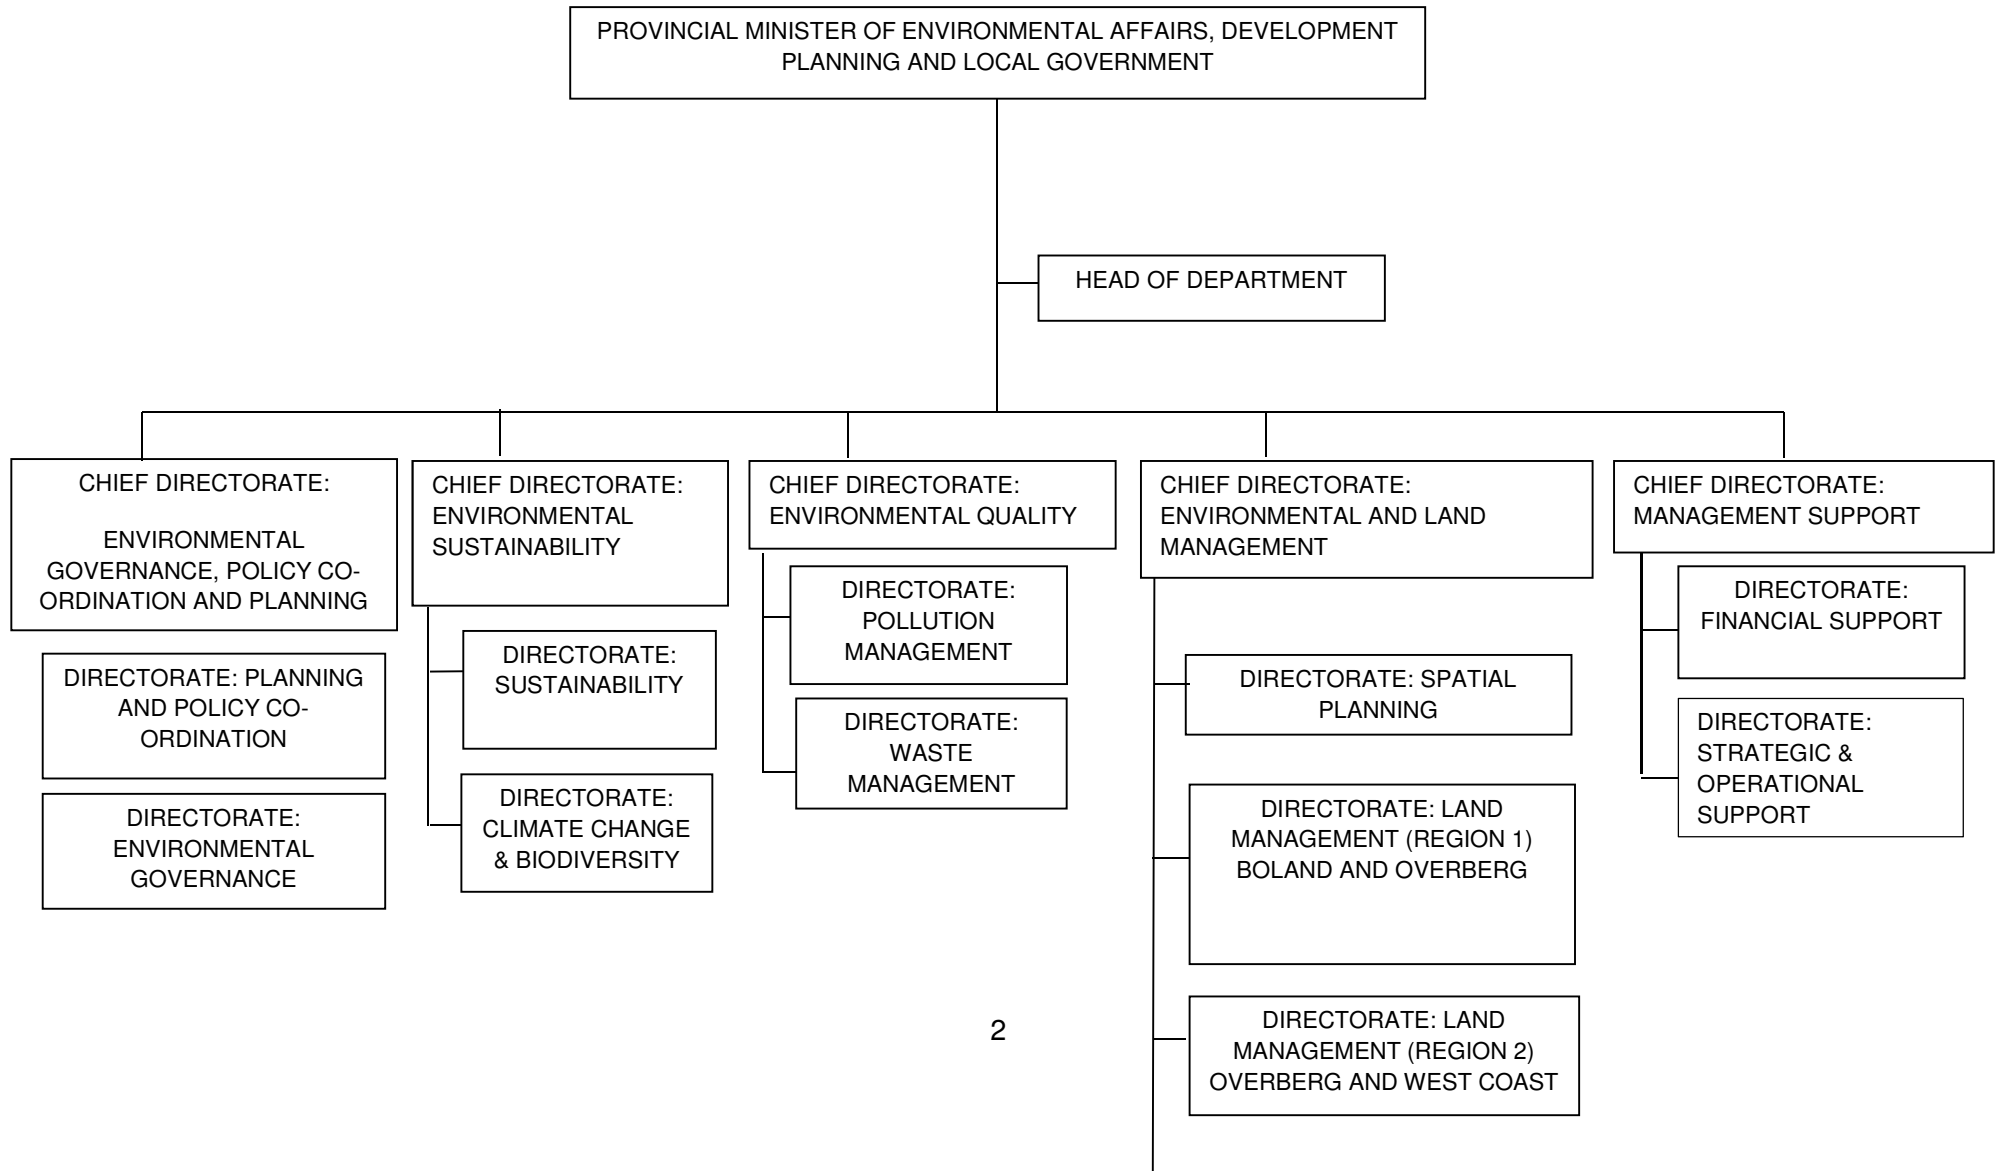 PROVINCIAL MINISTER OF ENVIRONMENTAL AFFAIRS, DEVELOPMENT
PLANNING AND LOCAL GOVERNMENT
HEAD OF DEPARTMENT
CHIEF DIRECTORATE:
ENVIRONMENTAL
GOVERNANCE, POLICY CO-
ORDINATION AND PLANNING
DIRECTORATE: PLANNING
AND POLICY CO-
ORDINATION
DIRECTORATE:
ENVIRONMENTAL
GOVERNANCE
CHIEF DIRECTORATE:
ENVIRONMENTAL
SUSTAINABILITY
DIRECTORATE:
SUSTAINABILITY
DIRECTORATE:
CLIMATE CHANGE
& BIODIVERSITY
CHIEF DIRECTORATE:
ENVIRONMENTAL QUALITY
DIRECTORATE:
POLLUTION
MANAGEMENT
DIRECTORATE:
WASTE
MANAGEMENT
CHIEF DIRECTORATE:
ENVIRONMENTAL AND LAND
MANAGEMENT
DIRECTORATE: SPATIAL
PLANNING
DIRECTORATE: LAND
MANAGEMENT (REGION 1)
BOLAND AND OVERBERG
DIRECTORATE: LAND
MANAGEMENT (REGION 2)
OVERBERG AND WEST COAST
CHIEF DIRECTORATE:
MANAGEMENT SUPPORT
DIRECTORATE:
FINANCIAL SUPPORT
DIRECTORATE:
STRATEGIC &
OPERATIONAL
SUPPORT
2